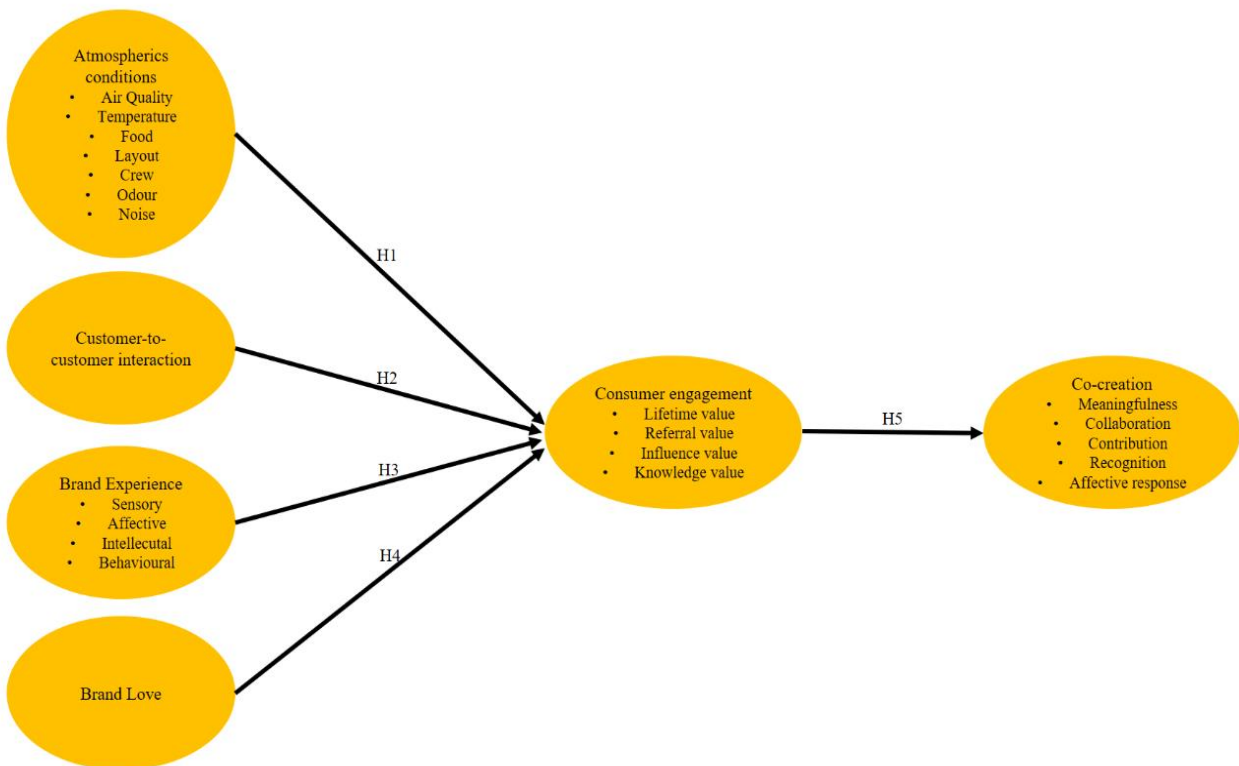 Atmospherics
conditions
• Air Quality
• Temperature
• Food
• Layout
• Crew
• Odour
• Noise
H1
Customer-to-
customer interaction
H2
Brand Experience
• Sensory
• Affective
• Intellecutal
• Behavioural
H3
Brand Love
H4
Consumer engagement
• Lifetime value
• Referral value
• Influence value
• Knowledge value
H5
Co-creation
• Meaningfulness
• Collaboration
• Contribution
• Recognition
• Affective response